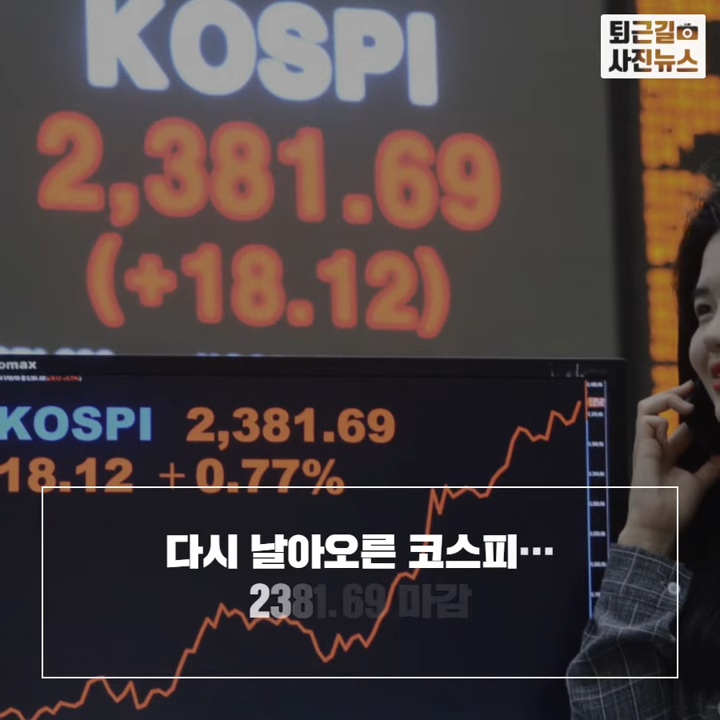 퇴근길
사진뉴스
KOSPI
2,381.69
(+18.12)
omax
KOSPI 2,381.69
18.12 +0.77%
다시 날아오른 코스피…
2381.69 마감